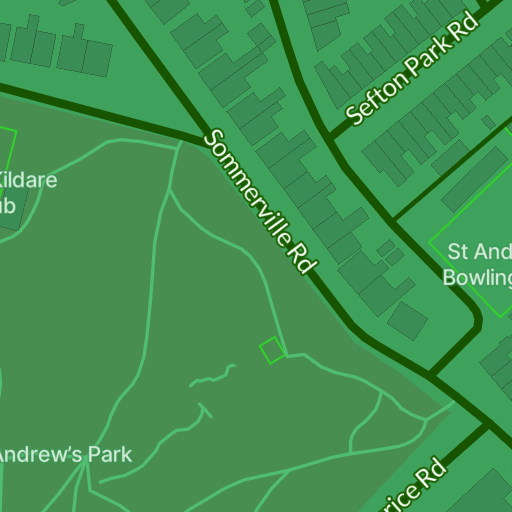 Sefton Park Rd
Sommerville Rd
Kildare
ub
St And
Bowling
Andrew's Park
rice Rd